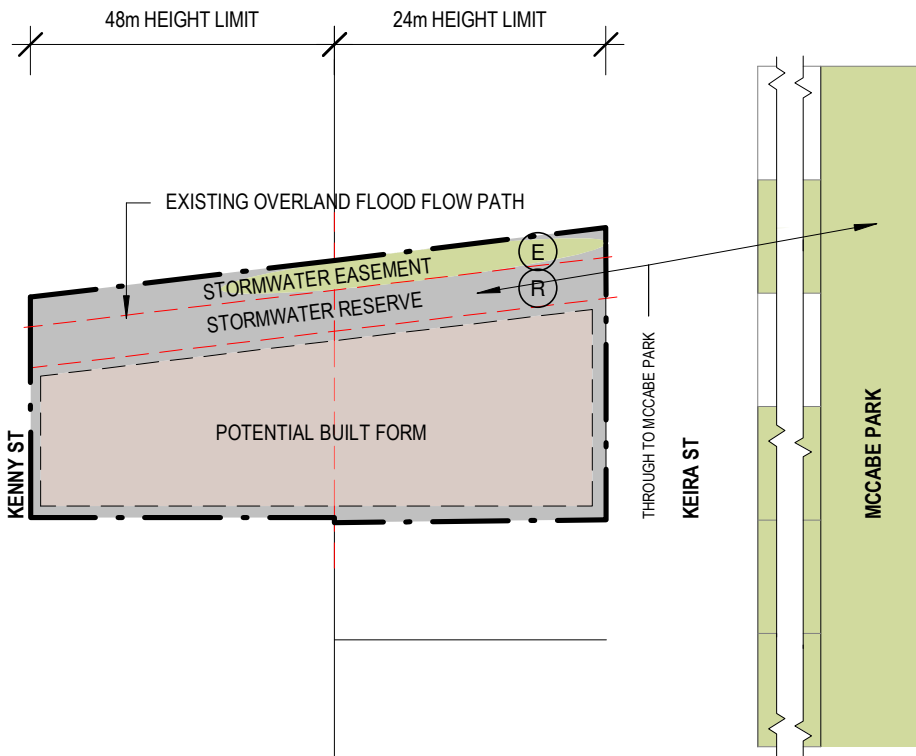 48m HEIGHT LIMIT
24m HEIGHT LIMIT
EXISTING OVERLAND FLOOD FLOW PATH
E
STORMWATER EASEMENT
R
STORMWATER RESERVE
POTENTIAL BUILT FORM
KENNY ST
THROUGH TO MCCABE PARK
KEIRA ST
MCCABE PARK